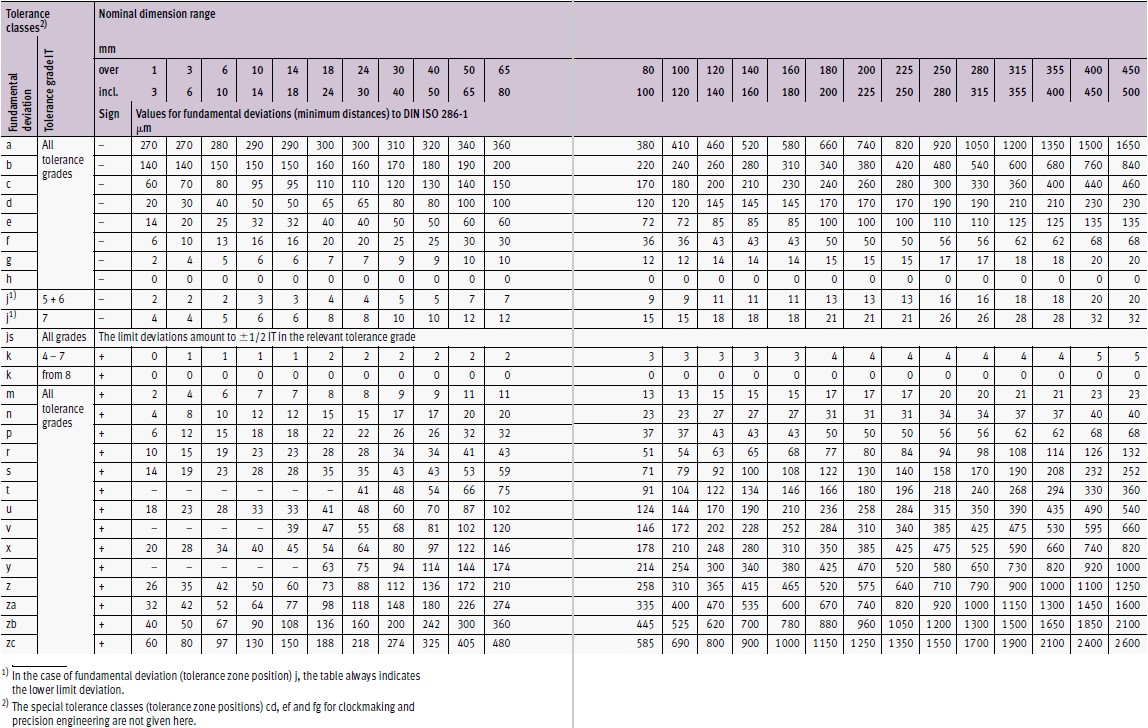 Tolerance classes2) Nominal dimension range
mm
Fundamental deviation
Tolerance grade IT
over 1 3 6 10 14 18 24 30 40 50 65 80 100 120 140 160 180 200 225 250 280 315 355 400 450
incl. 3 6 10 14 18 24 30 40 50 65 80 100 120 140 160 180 200 225 250 280 315 355 400 450 500
Sign Values for fundamental deviations (minimum distances) to DIN ISO 286-1
µm
a All tolerance grades – 270 270 280 290 290 300 300 310 320 340 360 380 410 460 520 580 660 740 820 920 1050 1200 1350 1500 1650
b – 140 140 150 150 150 160 160 170 180 190 200 220 240 260 280 310 340 380 420 480 540 600 680 760 840
c – 60 70 80 95 95 110 110 120 130 140 150 170 180 200 210 230 240 260 280 300 330 360 400 440 460
d – 20 30 40 50 50 65 65 80 80 100 100 120 120 145 145 145 170 170 170 190 190 210 210 230 230
e – 14 20 25 32 32 40 40 50 50 60 60 72 72 85 85 85 100 100 100 110 110 125 125 135 135
f – 6 10 13 16 16 20 20 25 25 30 30 36 36 43 43 43 50 50 50 56 56 62 62 68 68
g – 2 4 5 6 6 7 7 9 9 10 10 12 12 14 14 14 15 15 15 17 17 18 18 20 20
h – 0 0 0 0 0 0 0 0 0 0 0 0 0 0 0 0 0 0 0 0 0 0 0 0 0
j1) 5 + 6 – 2 2 2 3 3 4 4 5 5 7 7 9 9 11 11 11 13 13 13 16 16 18 18 20 20
j1) 7 – 4 4 5 6 6 8 8 10 10 12 12 15 15 18 18 18 21 21 21 26 26 28 28 32 32
js All grades The limit deviations amount to ±1/2 IT in the relevant tolerance grade
k 4 – 7 + 0 1 1 1 1 2 2 2 2 2 2 3 3 3 3 3 4 4 4 4 4 4 4 5 5
k from 8 + 0 0 0 0 0 0 0 0 0 0 0 0 0 0 0 0 0 0 0 0 0 0 0 0 0
m All tolerance grades + 2 4 6 7 7 8 8 9 9 11 11 13 13 15 15 15 17 17 17 20 20 21 21 23 23
n + 4 8 10 12 12 15 15 17 17 20 20 23 23 27 27 27 31 31 31 34 34 37 37 40 40
p + 6 12 15 18 18 22 22 26 26 32 32 37 37 43 43 43 50 50 50 56 56 62 62 68 68
r + 10 15 19 23 23 28 28 34 34 41 43 51 54 63 65 68 77 80 84 94 98 108 114 126 132
s + 14 19 23 28 28 35 35 43 43 53 59 71 79 92 100 108 122 130 140 158 170 190 208 232 252
t + – – – – – – 41 48 54 66 75 91 104 122 134 146 166 180 196 218 240 268 294 330 360
u + 18 23 28 33 33 41 48 60 70 87 102 124 144 170 190 210 236 258 284 315 350 390 435 490 540
v + – – – – 39 47 55 68 81 102 120 146 172 202 228 252 284 310 340 385 425 475 530 595 660
x + 20 28 34 40 45 54 64 80 97 122 146 178 210 248 280 310 350 385 425 475 525 590 660 740 820
y + – – – – – 63 75 94 114 144 174 214 254 300 340 380 425 470 520 580 650 730 820 920 1000
z + 26 35 42 50 60 73 88 112 136 172 210 258 310 365 415 465 520 575 640 710 790 900 1000 1100 1250
za + 32 42 52 64 77 98 118 148 180 226 274 335 400 470 535 600 670 740 820 920 1000 1150 1300 1450 1600
zb + 40 50 67 90 108 136 160 200 242 300 360 445 525 620 700 780 880 960 1050 1200 1300 1500 1650 1850 2100
zc + 60 80 97 130 150 188 218 274 325 405 480 585 690 800 900 1000 1150 1250 1350 1550 1700 1900 2100 2400 2600
1) In the case of fundamental deviation (tolerance zone position) j, the table always indicates
the lower limit deviation.
2) The special tolerance classes (tolerance zone positions) cd, ef and fg for clockmaking and
precision engineering are not given here.